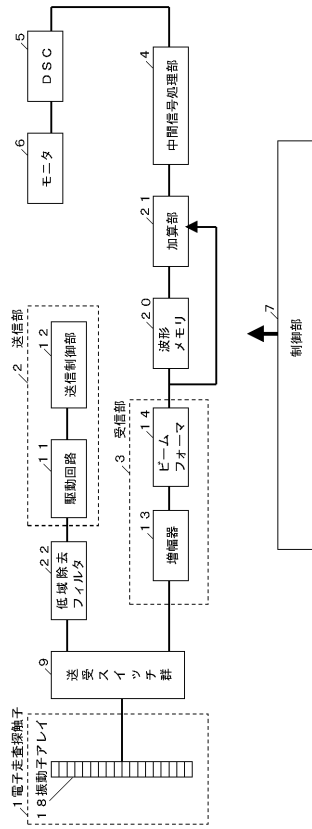 1電子走査探触子
18振動子アレイ
9
送受スイッチ群
22
低域除去
フィルタ
2
送信部
11
駆動回路
12
送信制御部
3
受信部
13
増幅器
14
ビーム
フォーマ
20
波形
メモリ
21
加算部
4
中間信号処理部
5
DSC
6
モニタ
7
制御部